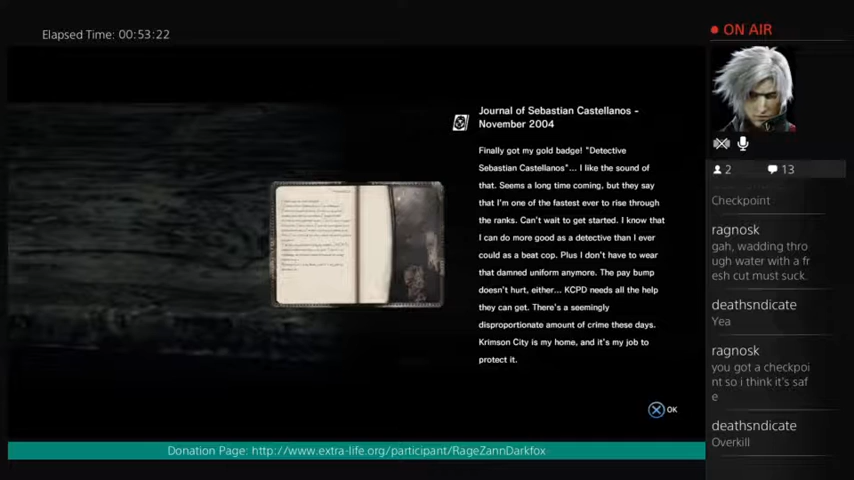 Elapsed Time: 00:53:22
Journal of Sebastian Castellanos -
November 2004
Finally got my gold badge! "Detective
Sebastian Castellanos"... I like the sound of
that. Seems a long time coming, but they say
that I'm one of the fastest ever to rise through
the ranks. Can't wait to get started. I know that
I can do more good as a detective than I ever
could as a beat cop. Plus I don't have to wear
that damned uniform anymore. The pay bump
doesn't hurt, either... KCPD needs all the help
they can get. There's a seemingly
disproportionate amount of crime these days.
Krimson City is my home, and it's my job to
protect it.
OK
Donation Page: http://www.extra-life.org/participant/RageZannDarkfox
ON AIR
2
13
Checkpoint
ragnosk
gah, wadding thro
ugh water with a fr
esh cut must suck.
deathsndicate
Yea
ragnosk
you got a checkpoi
nt so i think it's saf
e
deathsndicate
Overkill